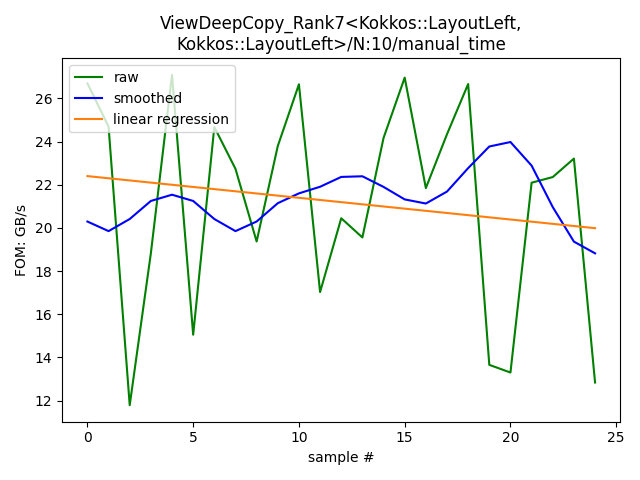 ViewDeepCopy_Rank7<Kokkos::LayoutLeft,
Kokkos::LayoutLeft>/N:10/manual_time
raw
smoothed
linear regression
FOM: GB/s
26
24
22
20
18
16
14
12
0
5
10
15
20
25
sample #